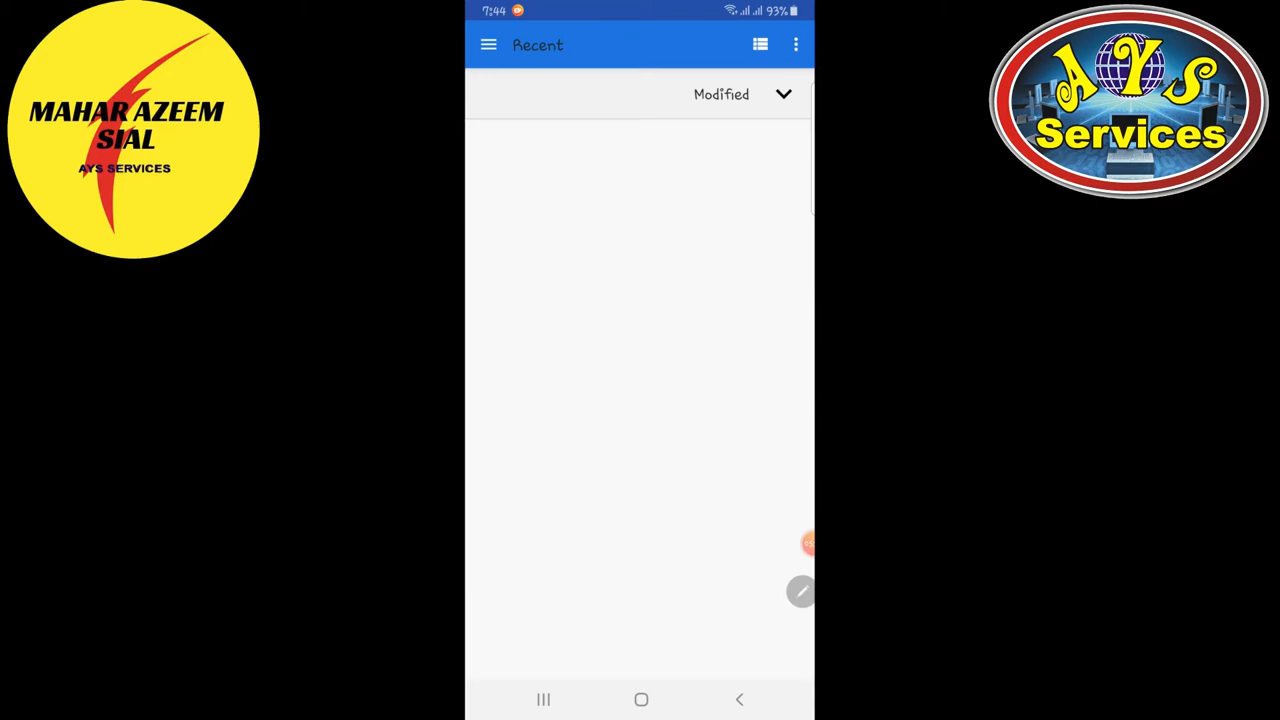 MAHAR AZEEM
SIAL
AYS SERVICES
7:44 93%
Recent
Modified
AYS
Services